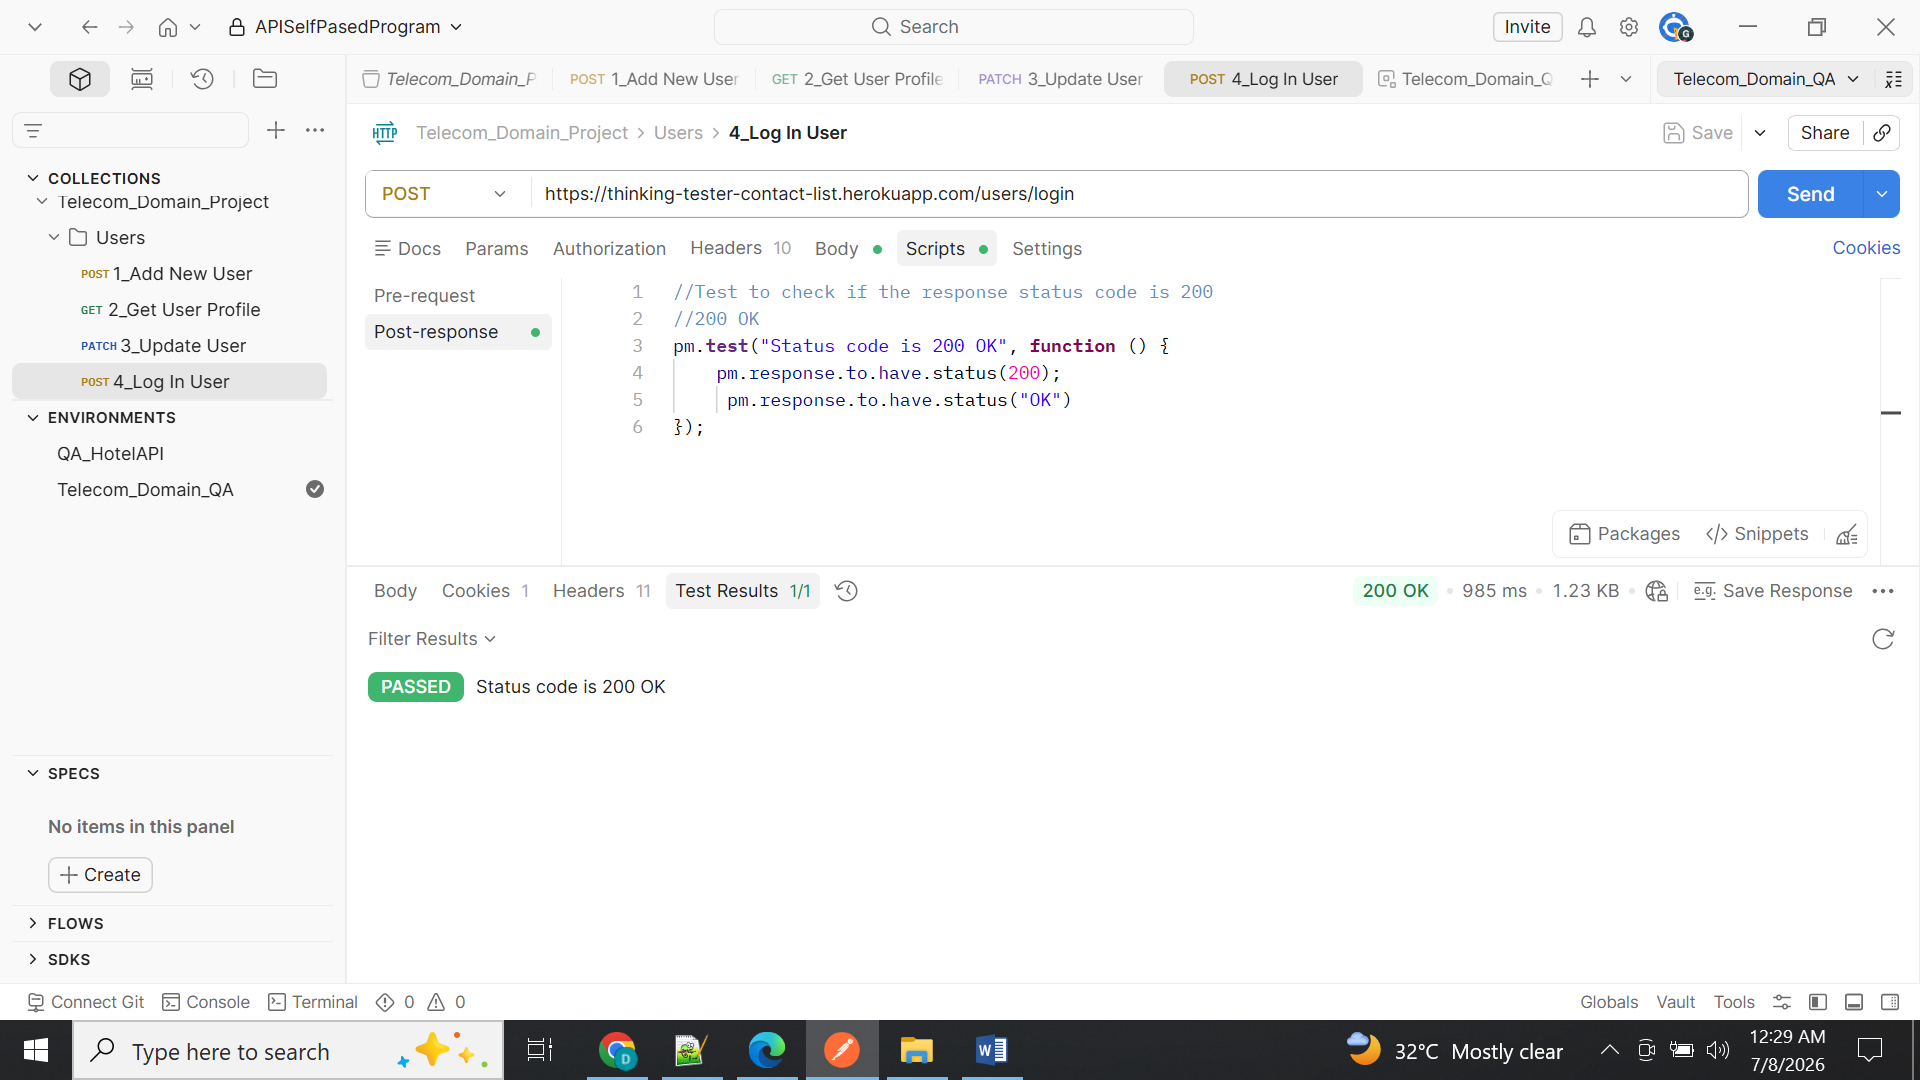 APISelfPasedProgram
Search
Invite
Telecom_Domain_P
POST 1_Add New User
GET 2_Get User Profile
PATCH 3_Update User
POST 4_Log In User
Telecom_Domain_Q
Telecom_Domain_QA
HTTP Telecom_Domain_Project > Users > 4_Log In User
Save
Share
COLLECTIONS
Telecom_Domain_Project
Users
POST 1_Add New User
GET 2_Get User Profile
PATCH 3_Update User
POST 4_Log In User
ENVIRONMENTS
QA_HotelAPI
Telecom_Domain_QA
SPECS
No items in this panel
Create
FLOWS
SDKS
POST
https://thinking-tester-contact-list.herokuapp.com/users/login
Send
Docs Params Authorization Headers 10 Body Scripts Settings
Cookies
Pre-request
Post-response
1 //Test to check if the response status code is 200
2 //200 OK
3 pm.test("Status code is 200 OK", function () {
4 pm.response.to.have.status(200);
5 pm.response.to.have.status("OK")
6 });
Packages
</> Snippets
Body Cookies 1 Headers 11 Test Results 1/1
200 OK • 985 ms • 1.23 KB •
e.g. Save Response
Filter Results
PASSED Status code is 200 OK
Connect Git Console Terminal 0 0
Globals Vault Tools
Type here to search
D
32°C Mostly clear
12:29 AM
7/8/2026